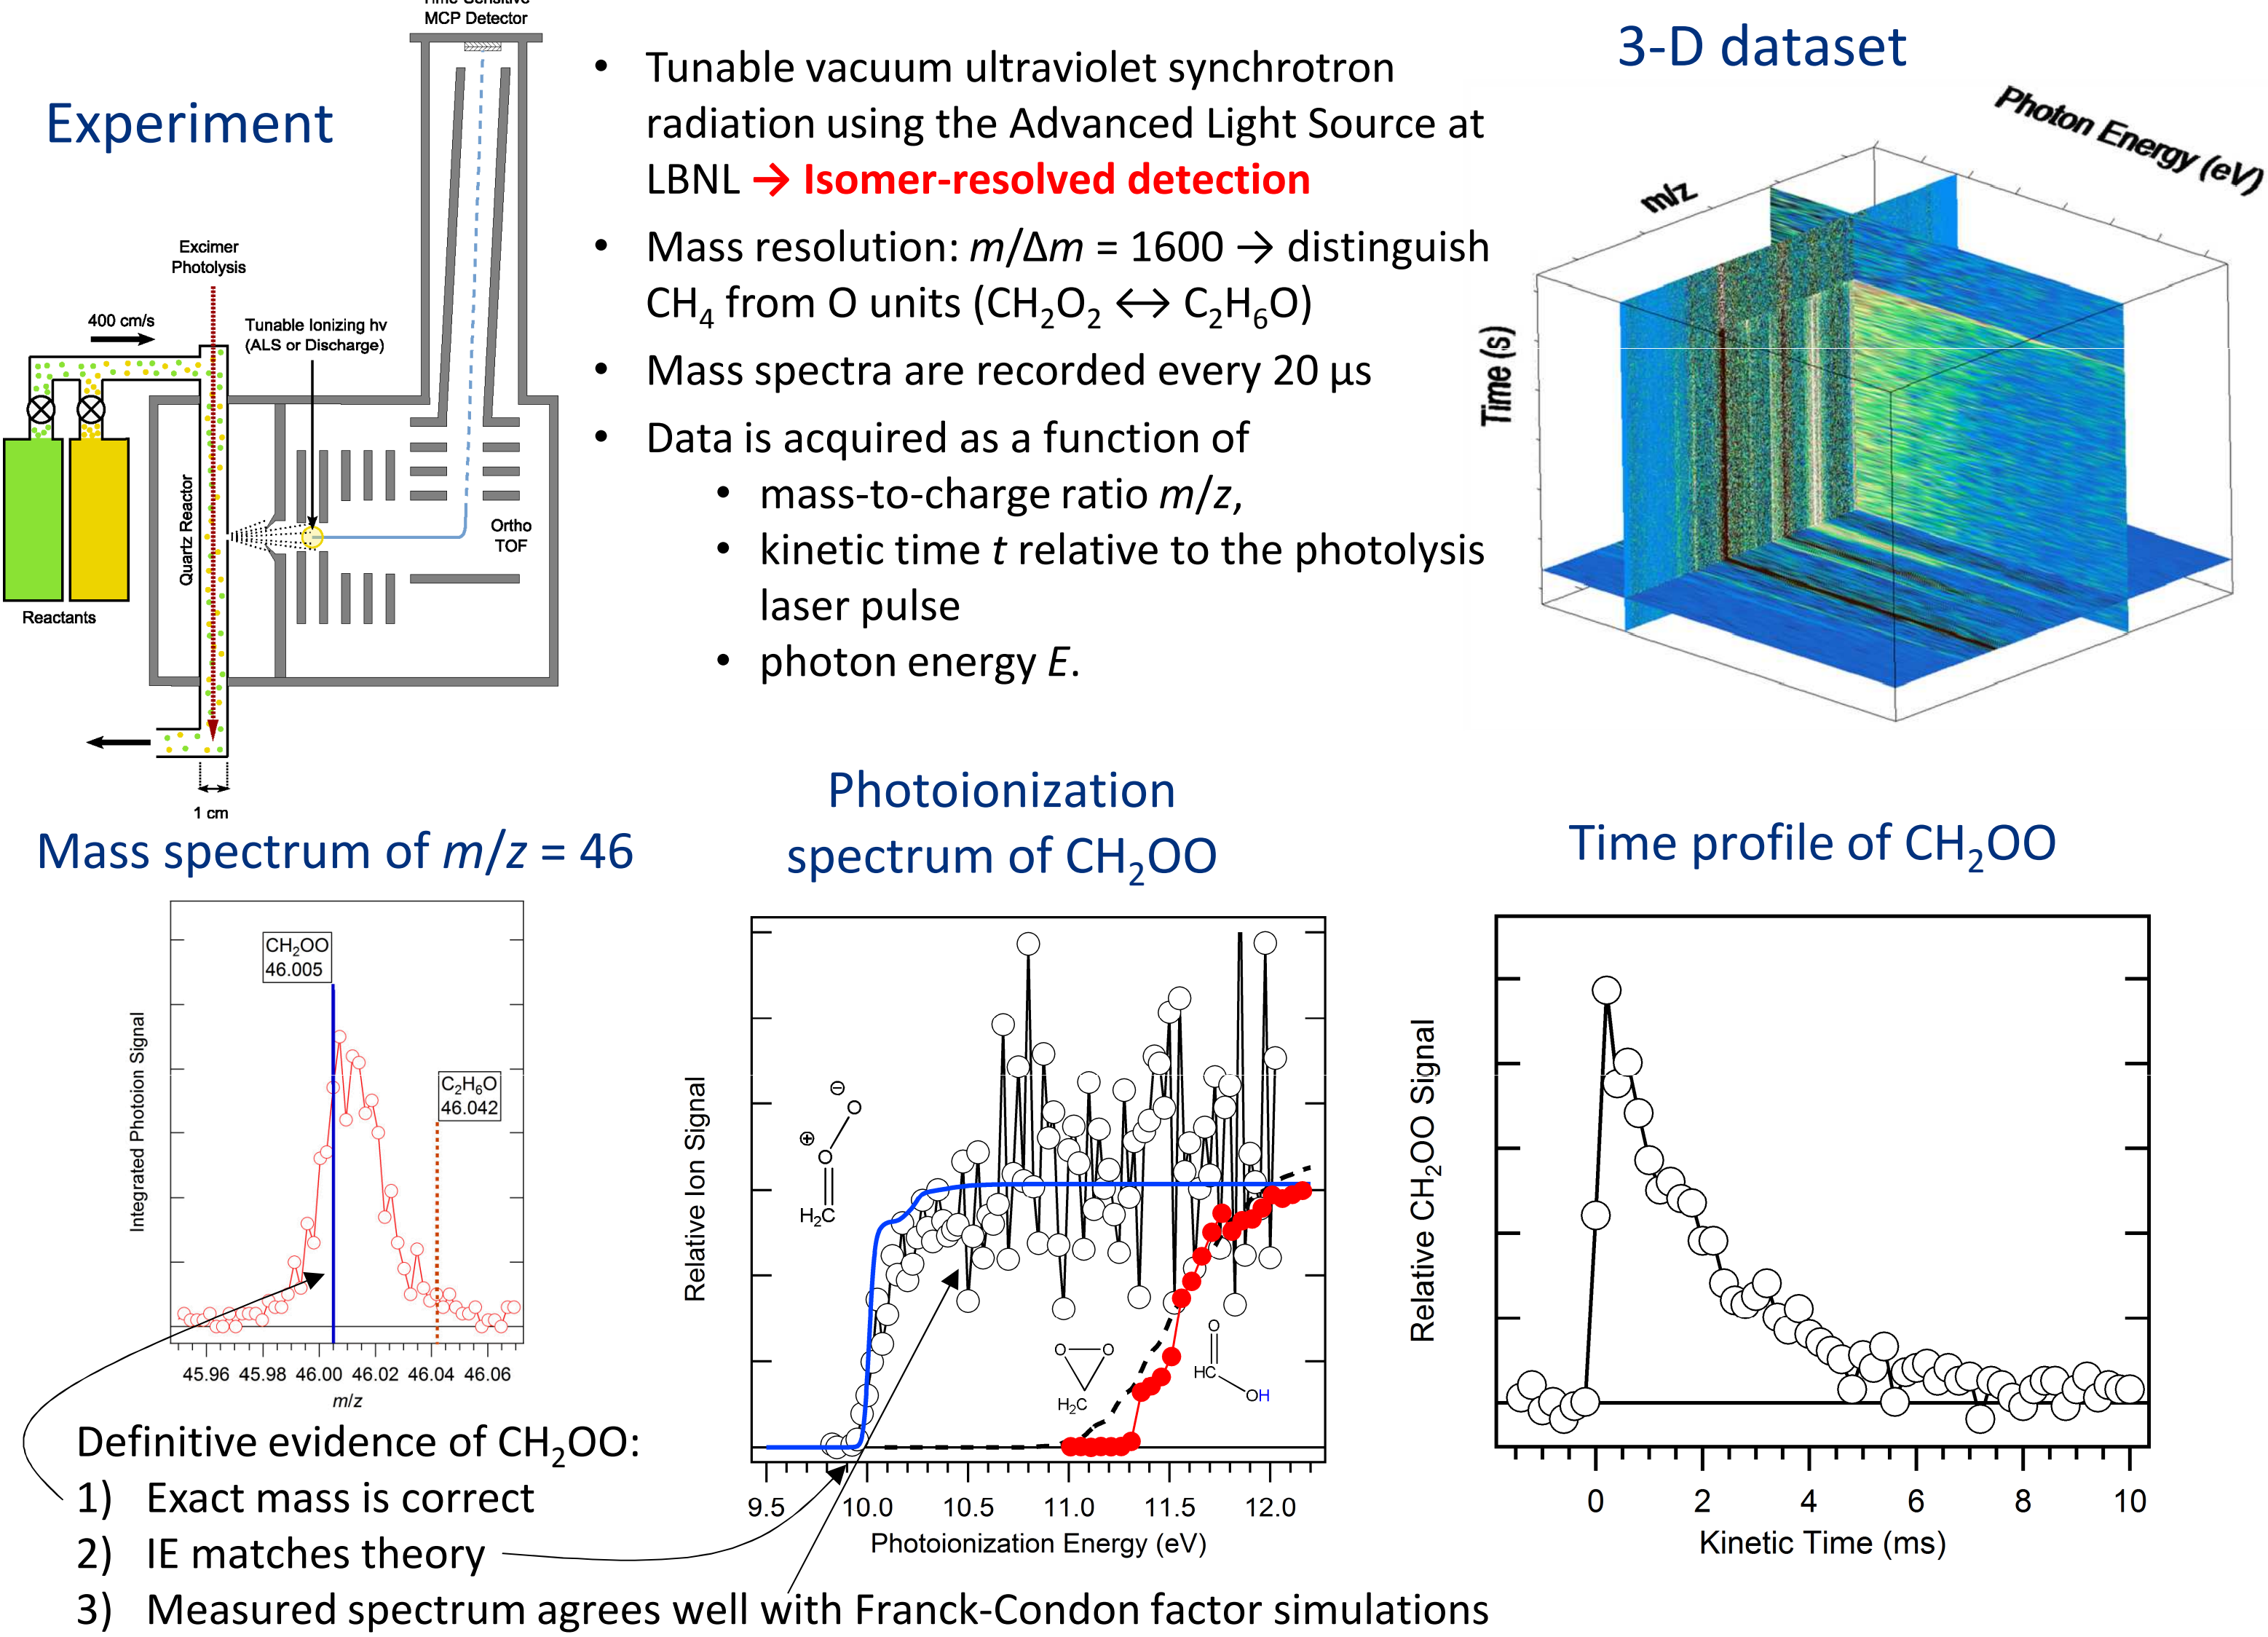 Time-Sensitive
MCP Detector
Experiment
Excimer
Photolysis
400 cm/s
Tunable Ionizing hv
(ALS or Discharge)
Quartz Reactor
Ortho
TOF
Reactants
1 cm
• Tunable vacuum ultraviolet synchrotron
radiation using the Advanced Light Source at
LBNL → Isomer-resolved detection
• Mass resolution: m/Δm = 1600 → distinguish
CH₄ from O units (CH₂O₂ ↔ C₂H₆O)
• Mass spectra are recorded every 20 µs
• Data is acquired as a function of
• mass-to-charge ratio m/z,
• kinetic time t relative to the photolysis
laser pulse
• photon energy E.
3-D dataset
Photon Energy (eV)
m/z
Time (s)
Mass spectrum of m/z = 46
CH₂OO
46.005
C₂H₆O
46.042
Integrated Photoion Signal
45.96 45.98 46.00 46.02 46.04 46.06
m/z
Photoionization
spectrum of CH₂OO
Relative Ion Signal
⊖
O
⊕
O
H₂C
O O
H₂C
O
HC
OH
9.5 10.0 10.5 11.0 11.5 12.0
Photoionization Energy (eV)
Time profile of CH₂OO
Relative CH₂OO Signal
0 2 4 6 8 10
Kinetic Time (ms)
Definitive evidence of CH₂OO:
1) Exact mass is correct
2) IE matches theory
3) Measured spectrum agrees well with Franck-Condon factor simulations